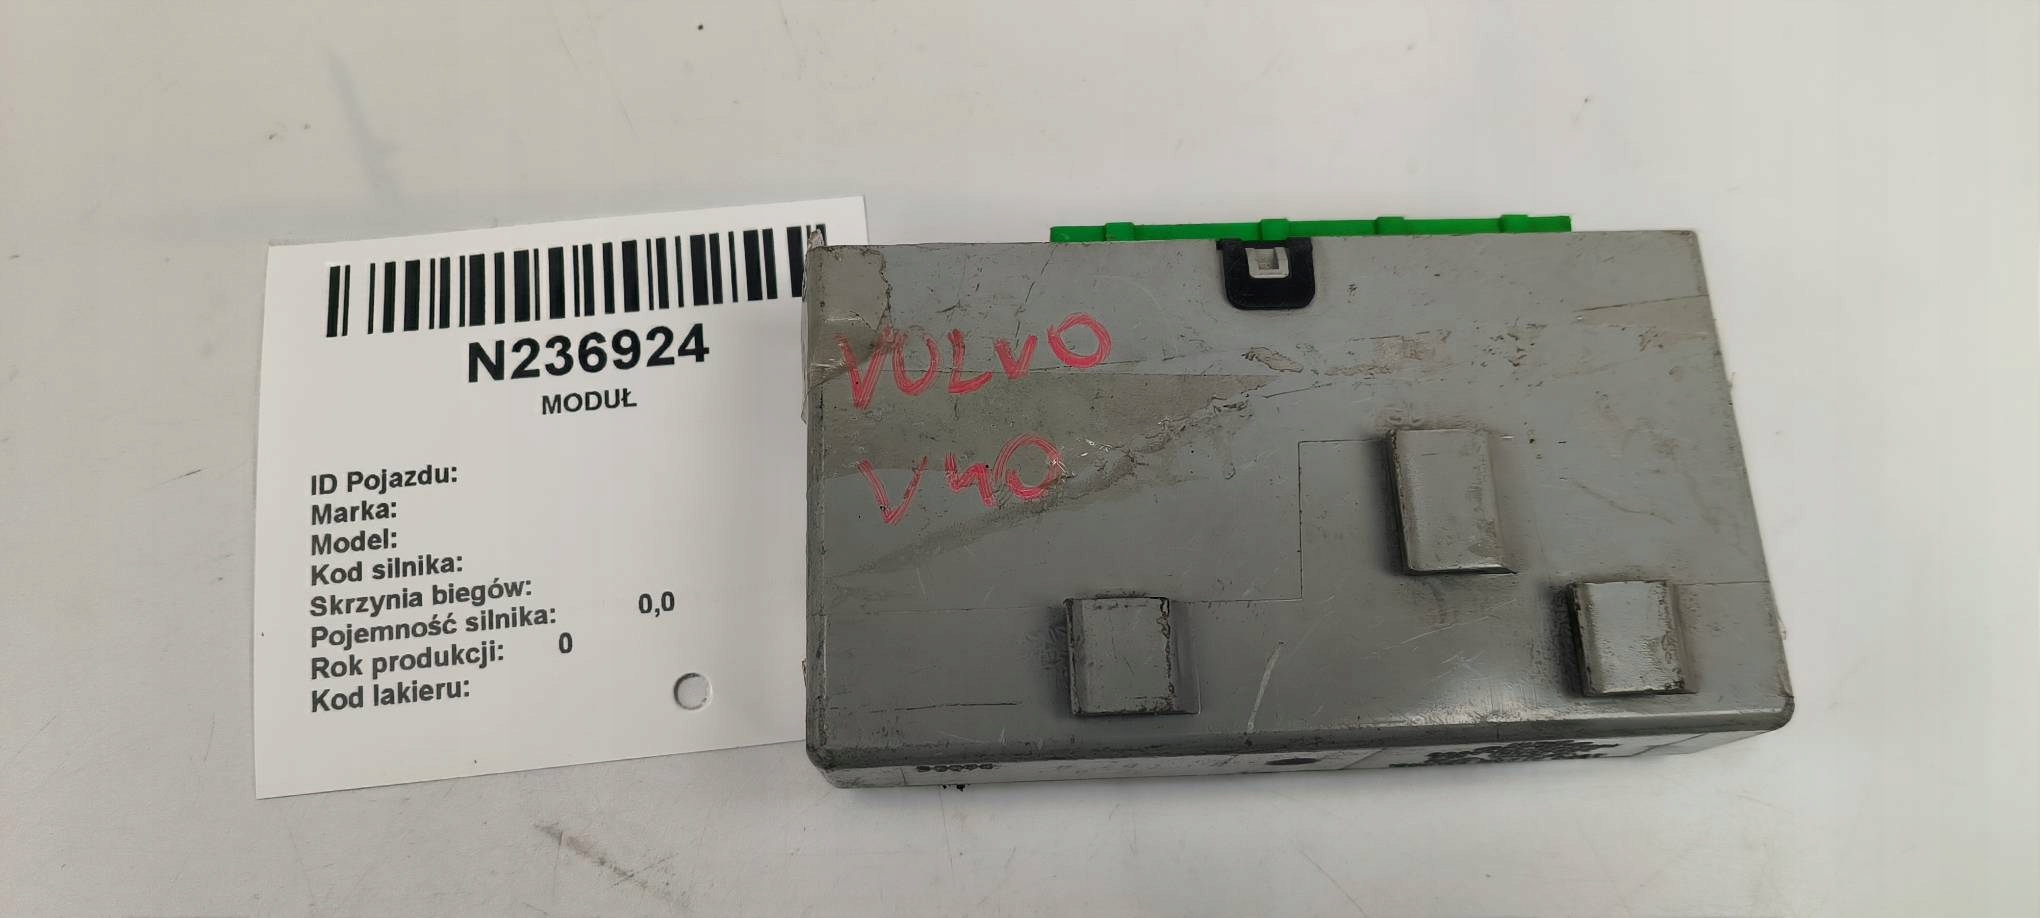 N236924
MODUŁ
ID Pojazdu:
Marka:
Model:
Kod silnika:
Skrzynia biegów:
Pojemność silnika: 0,0
Rok produkcji: 0
Kod lakieru:
VOLVO
V40